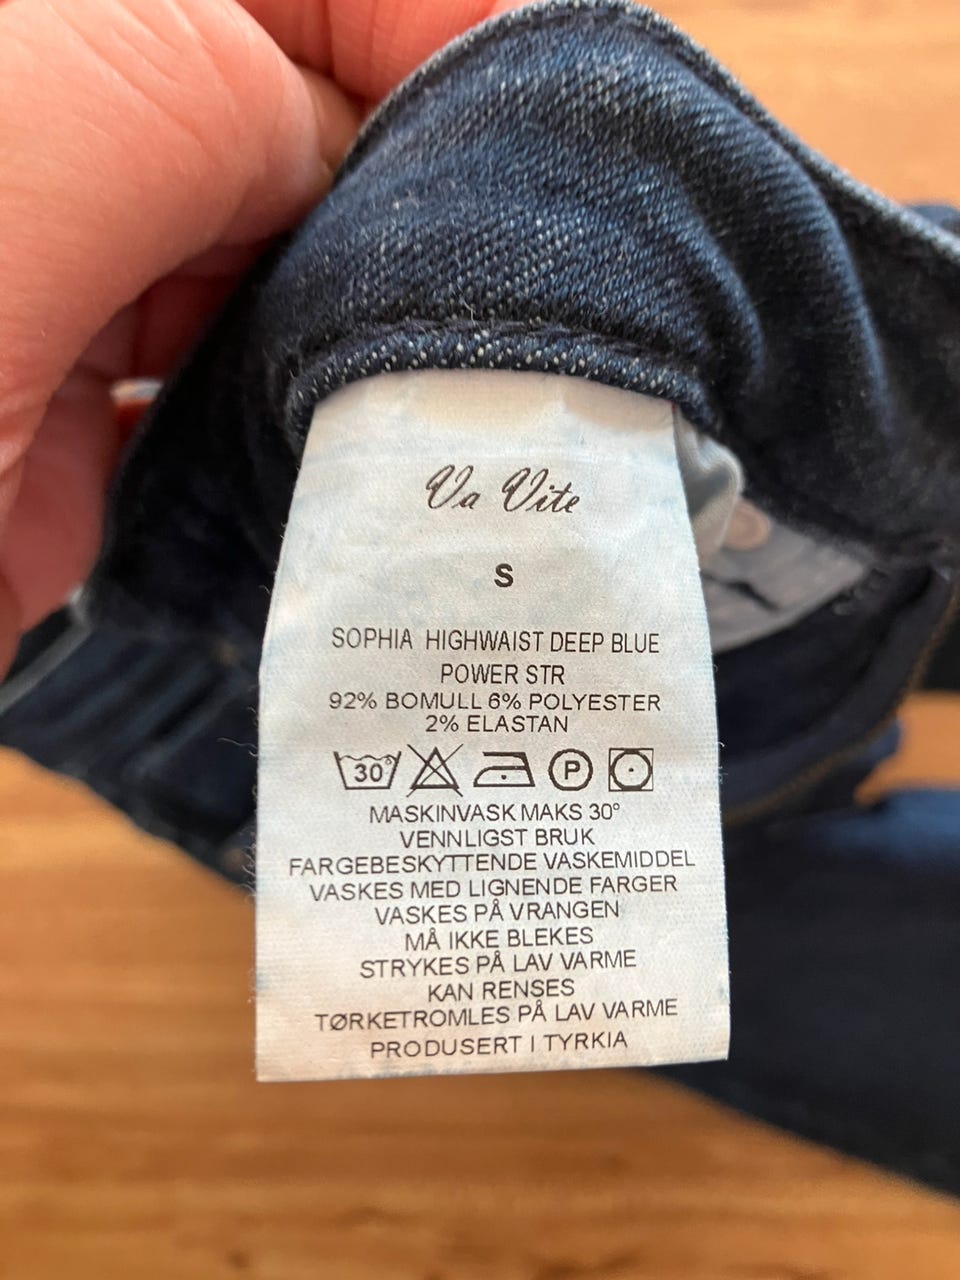 Va Vite
S
SOPHIA HIGHWAIST DEEP BLUE
POWER STR
92% BOMULL 6% POLYESTER
2% ELASTAN
30° P
MASKINVASK MAKS 30°
VENNLIGST BRUK
FARGEBESKYTTENDE VASKEMIDDEL
VASKES MED LIGNENDE FARGER
VASKES PÅ VRANGEN
MÅ IKKE BLEKES
STRYKES PÅ LAV VARME
KAN RENSES
TØRKETROMLES PÅ LAV VARME
PRODUSERT I TYRKIA